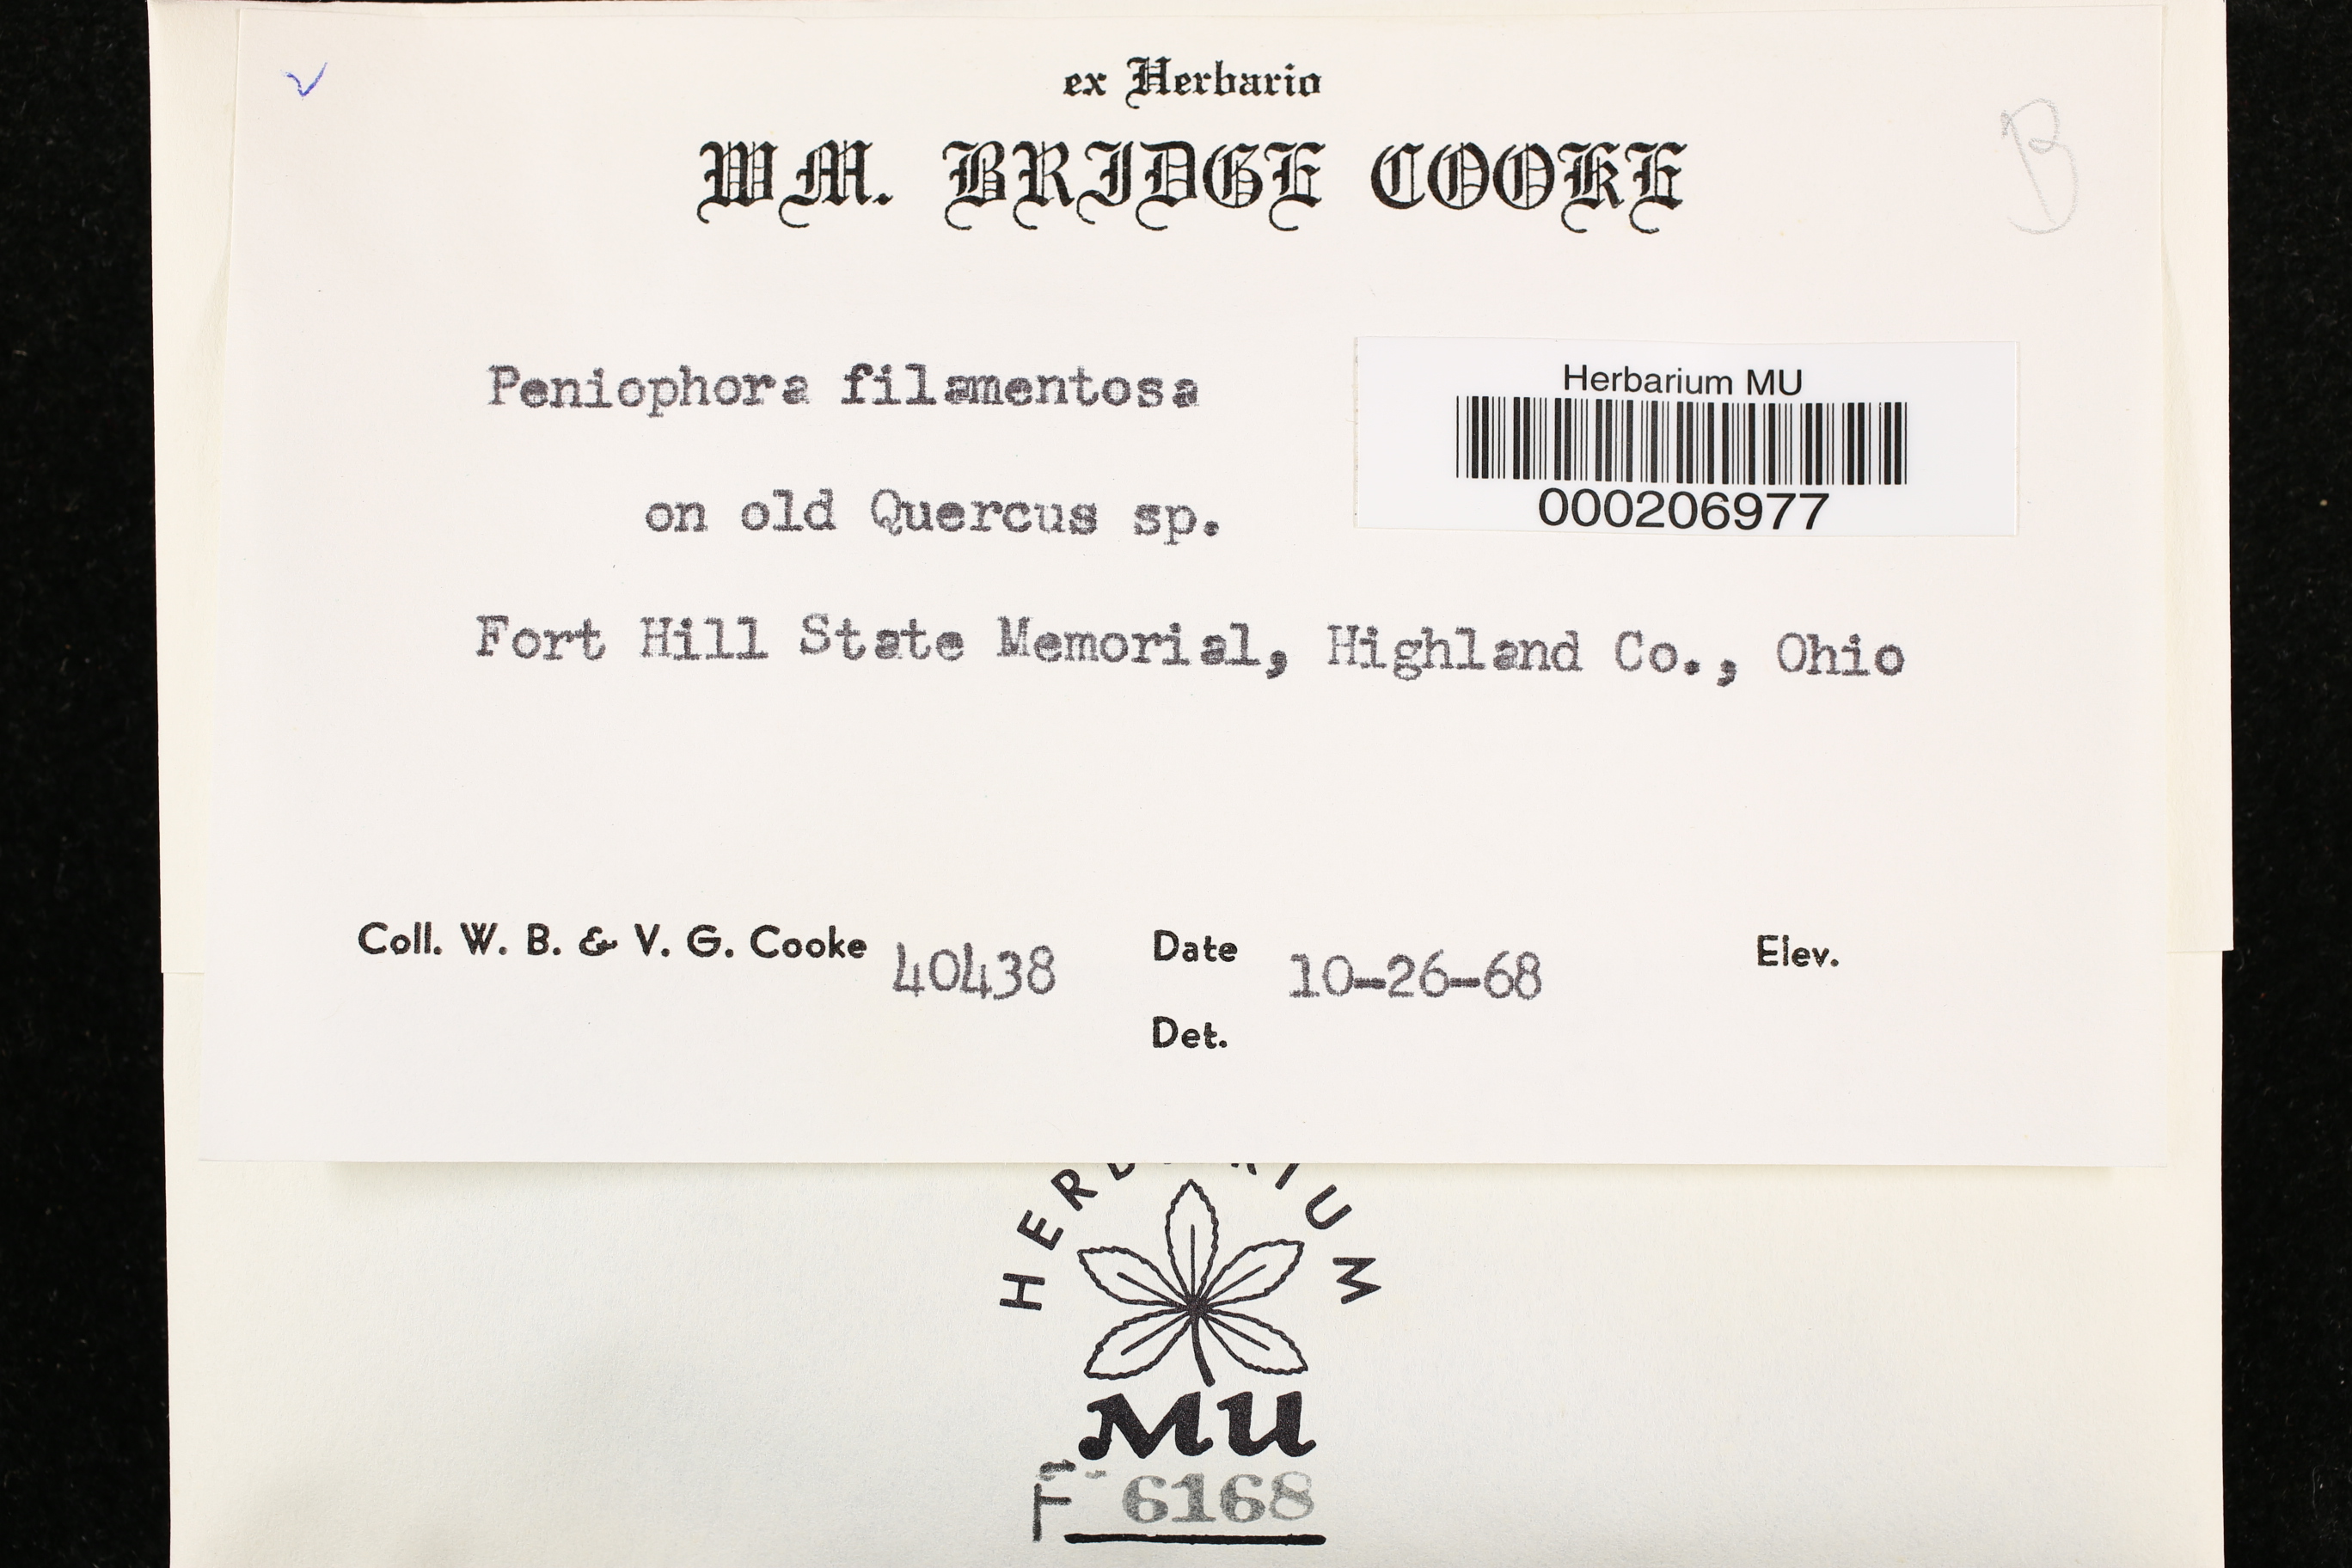 ex Herbario
WM. BRIDGE COOKE
B
Peniophora filamentosa
Herbarium MU
000206977
on old Quercus sp.
Fort Hill State Memorial, Highland Co., Ohio
Coll. W. B. & V. G. Cooke 40438 Date 10-26-68 Elev.
Det.
HERBARIUM
MU
F 6168